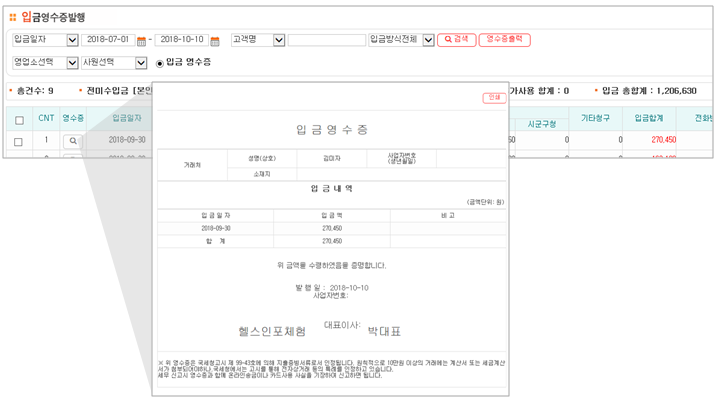 입금영수증발행
입금일자 2018-07-01 - 2018-10-10 고객명 입금방식전체 검색 영수증출력
영업소선택 사원선택 입금 영수증
• 총건수: 9 • 전미수입금 [본인 가사용 합계 : 0 • 입금 총합계 : 1,206,630
CNT 영수증 입금일자 시군구청 기타청구 입금합계
1 2018-09-30 50 0 0 270,450
인쇄
입금영수증
거래처 성명(상호) 김미자 사업자번호
(생년월일)
소재지
입 금 내 역
(금액단위: 원)
입 금 일 자 입 금 액 비 고
2018-09-30 270,450
합 계 270,450
위 금액을 수령하였음을 증명합니다.
발 행 일 : 2018-10-10
사업자번호:
헬스인포체험 대표이사: 박대표
※ 위 영수증은 국세청고시 제 99-43호에 의해 지출증빙서류로서 인정됩니다. 원칙적으로 10만원 이상의 거래에는 계산서 또는 세금계산
서가 첨부되어야하나 국세청에서는 고시를 통해 전자상거래 등의 특례를 인정하고 있습니다.
세무 신고시 영수증과 함께 온라인송금이나 카드사용 사실을 기장하여 신고하면 됩니다.